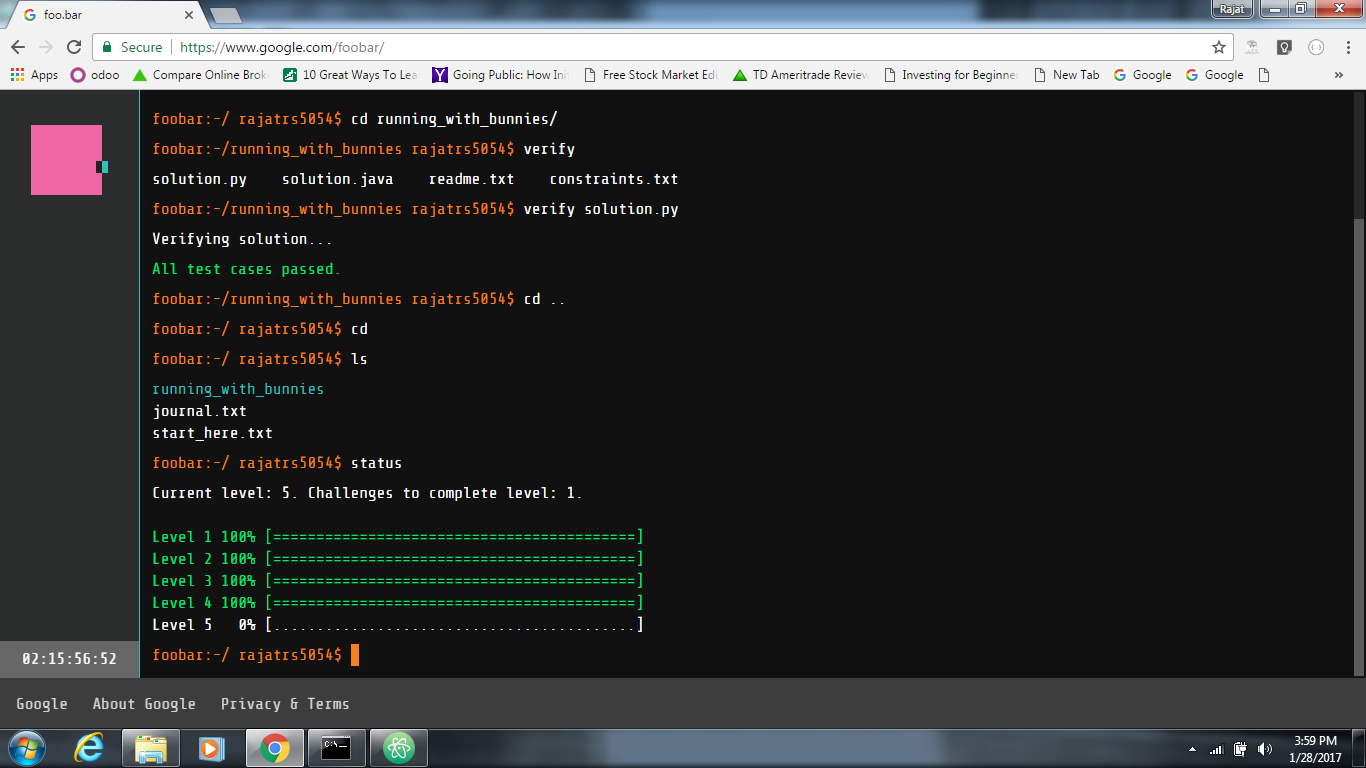 foo.bar
Rajat
Secure https://www.google.com/foobar/
Apps odoo Compare Online Brok 10 Great Ways To Lea Going Public: How Ini Free Stock Market Edu TD Ameritrade Review Investing for Beginner New Tab Google Google »
foobar:~/ rajatrs5054$ cd running_with_bunnies/
foobar:~/running_with_bunnies rajatrs5054$ verify
solution.py solution.java readme.txt constraints.txt
foobar:~/running_with_bunnies rajatrs5054$ verify solution.py
Verifying solution...
All test cases passed.
foobar:~/running_with_bunnies rajatrs5054$ cd ..
foobar:~/ rajatrs5054$ cd
foobar:~/ rajatrs5054$ ls
running_with_bunnies
journal.txt
start_here.txt
foobar:~/ rajatrs5054$ status
Current level: 5. Challenges to complete level: 1.
Level 1 100% [==========================================]
Level 2 100% [==========================================]
Level 3 100% [==========================================]
Level 4 100% [==========================================]
Level 5 0% [..........................................]
02:15:56:52
foobar:~/ rajatrs5054$
Google About Google Privacy & Terms
C:\_
3:59 PM
1/28/2017